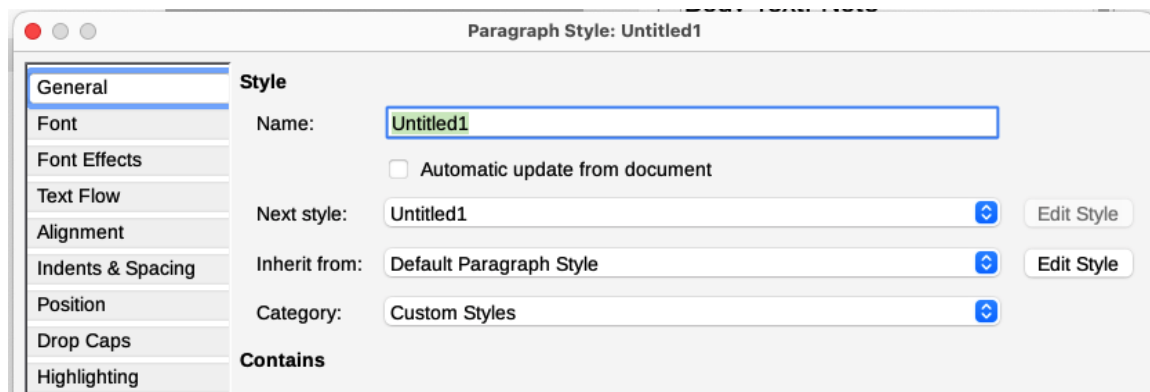 Paragraph Style: Untitled1
General
Font
Font Effects
Text Flow
Alignment
Indents & Spacing
Position
Drop Caps
Highlighting
Style
Name: Untitled1
Automatic update from document
Next style: Untitled1 Edit Style
Inherit from: Default Paragraph Style Edit Style
Category: Custom Styles
Contains